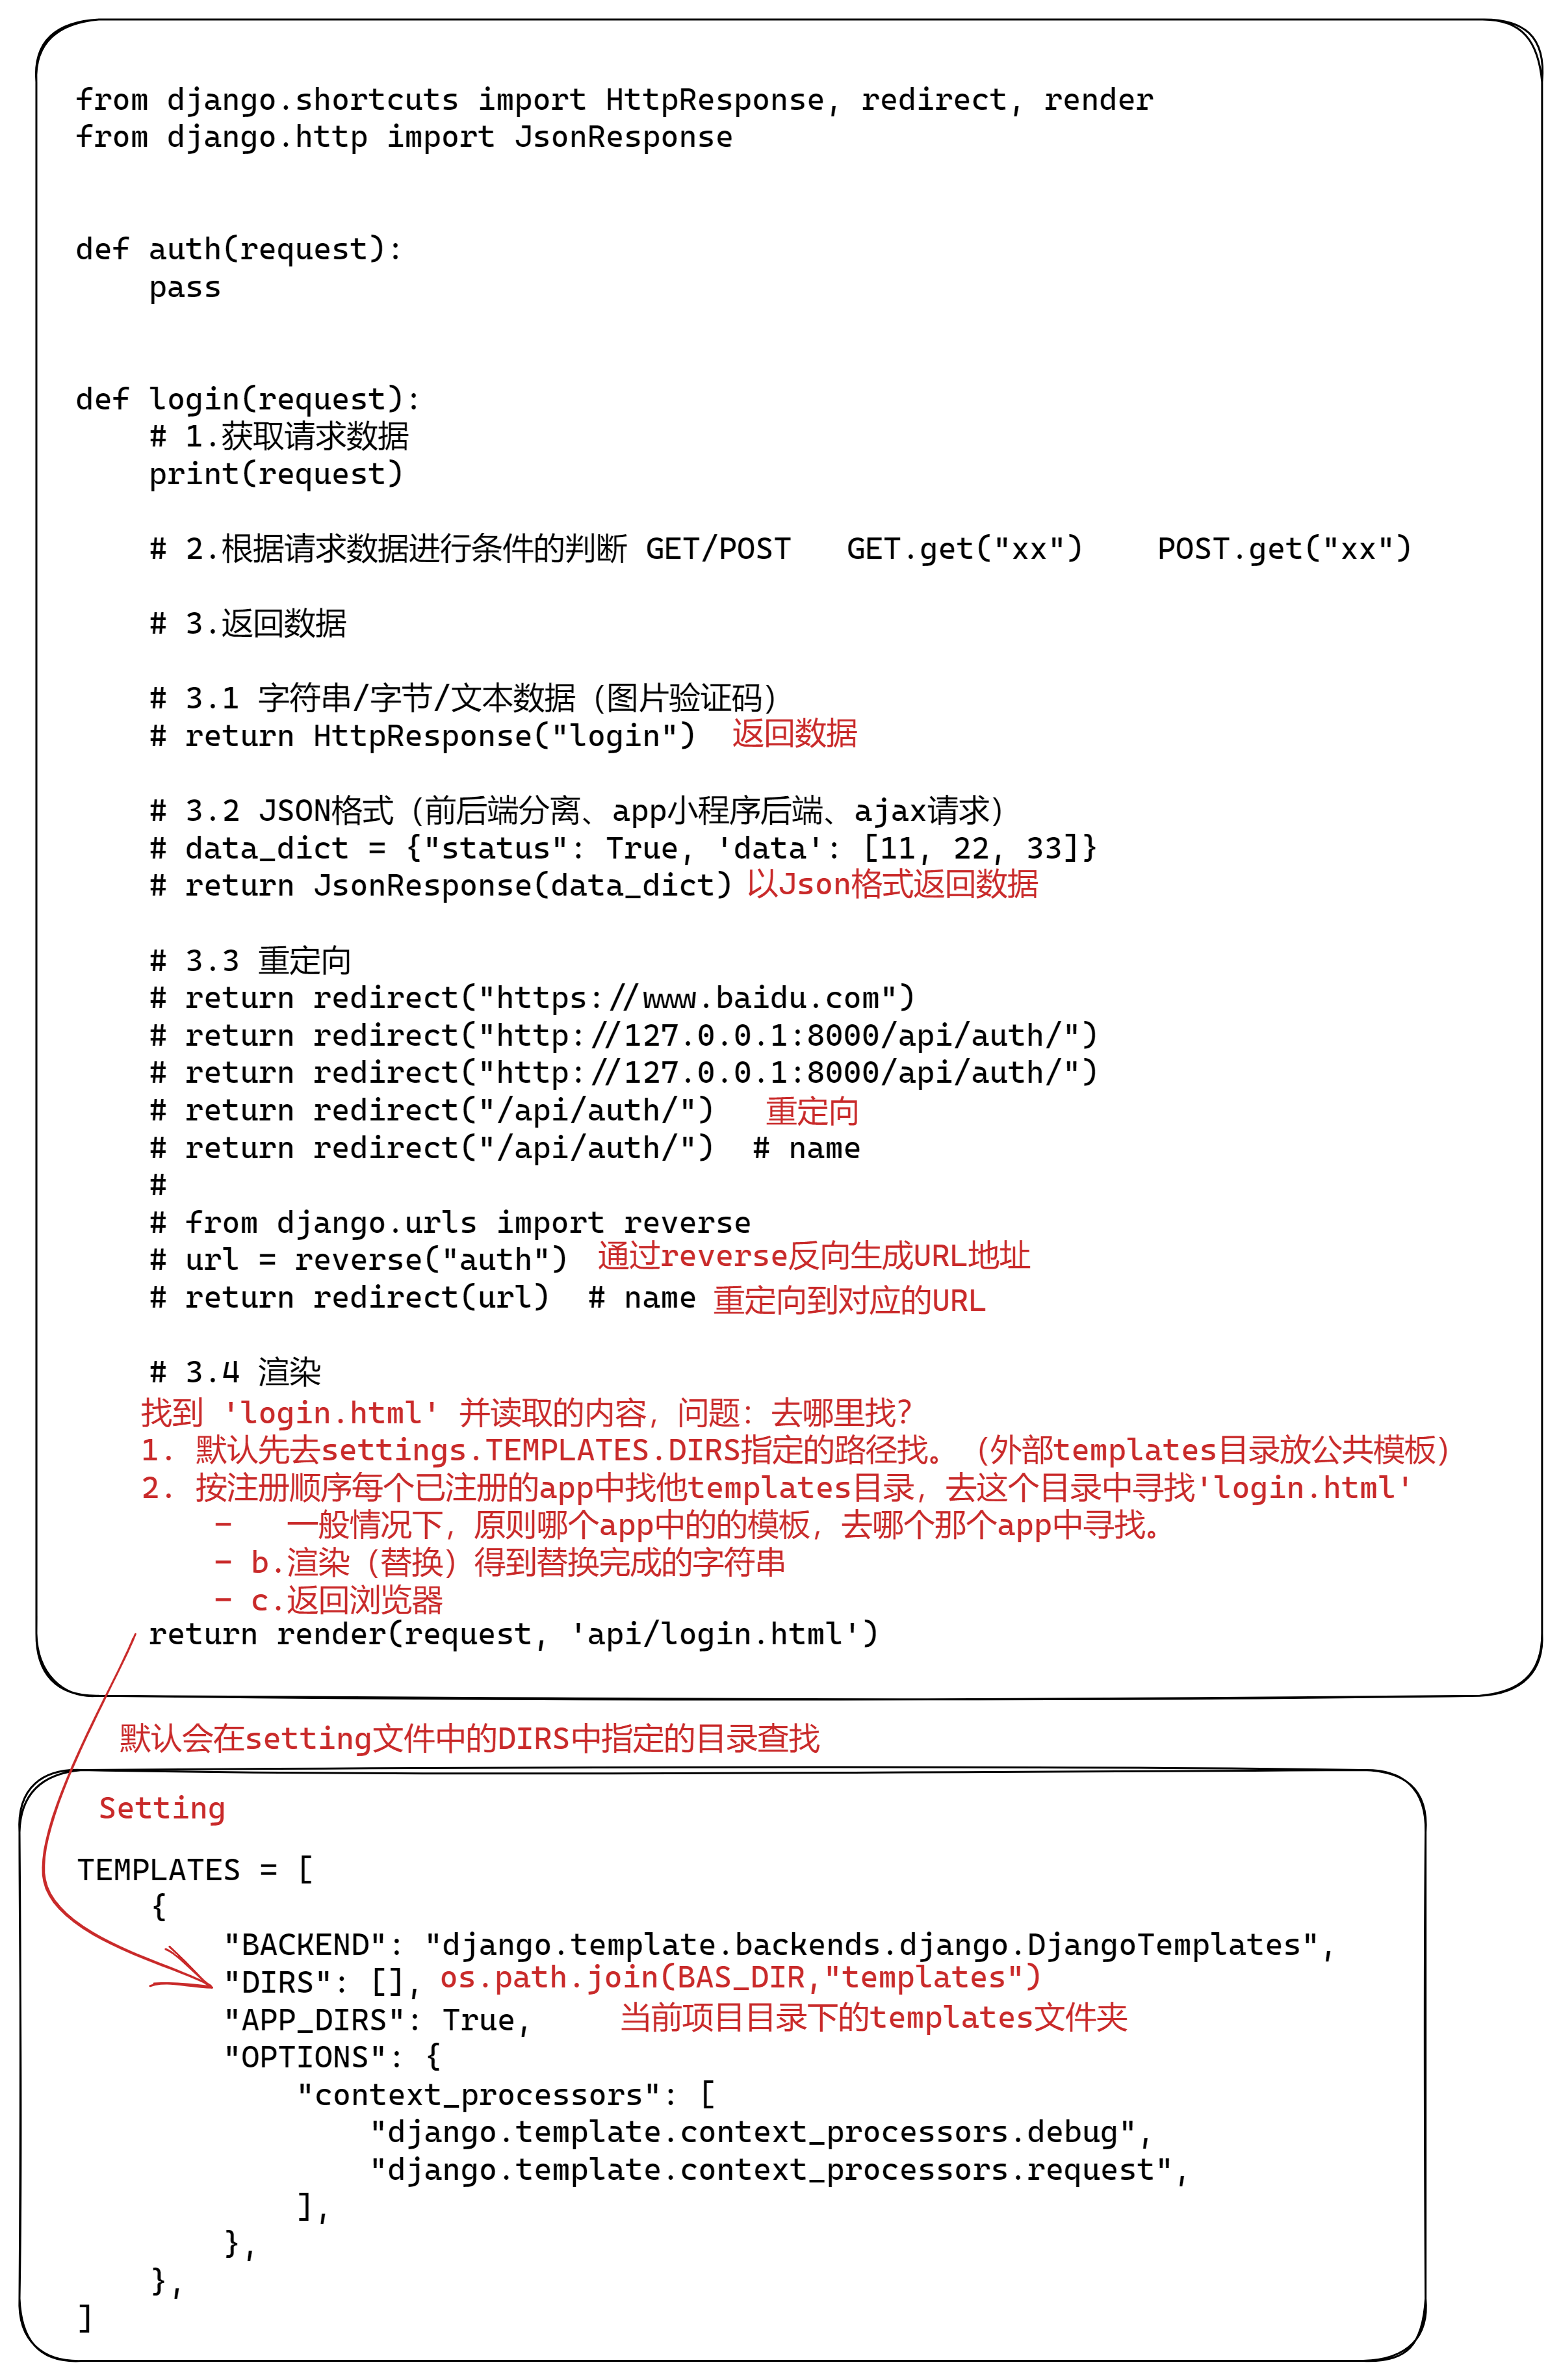 from django.shortcuts import HttpResponse, redirect, render
from django.http import JsonResponse
def auth(request):
    pass
def login(request):
    # 1.获取请求数据
    print(request)
    # 2.根据请求数据进行条件的判断 GET/POST   GET.get("xx")    POST.get("xx")
    # 3.返回数据
    # 3.1 字符串/字节/文本数据（图片验证码）
    # return HttpResponse("login")  返回数据
    # 3.2 JSON格式（前后端分离、app小程序后端、ajax请求）
    # data_dict = {"status": True, 'data': [11, 22, 33]}
    # return JsonResponse(data_dict) 以Json格式返回数据
    # 3.3 重定向
    # return redirect("https://www.baidu.com")
    # return redirect("http://127.0.0.1:8000/api/auth/")
    # return redirect("http://127.0.0.1:8000/api/auth/")
    # return redirect("/api/auth/")   重定向
    # return redirect("/api/auth/")  # name
    #
    # from django.urls import reverse
    # url = reverse("auth")  通过reverse反向生成URL地址
    # return redirect(url)  # name 重定向到对应的URL
    # 3.4 渲染
    找到 'login.html' 并读取的内容，问题：去哪里找？
    1. 默认先去settings.TEMPLATES.DIRS指定的路径找。（外部templates目录放公共模板）
    2. 按注册顺序每个已注册的app中找他templates目录，去这个目录中寻找'login.html'
        -   一般情况下，原则哪个app中的的模板，去哪个那个app中寻找。
        - b.渲染（替换）得到替换完成的字符串
        - c.返回浏览器
    return render(request, 'api/login.html')
默认会在setting文件中的DIRS中指定的目录查找
Setting
TEMPLATES = [
    {
        "BACKEND": "django.template.backends.django.DjangoTemplates",
        "DIRS": [], os.path.join(BAS_DIR,"templates")
        "APP_DIRS": True,     当前项目目录下的templates文件夹
        "OPTIONS": {
            "context_processors": [
                "django.template.context_processors.debug",
                "django.template.context_processors.request",
            ],
        },
    },
]